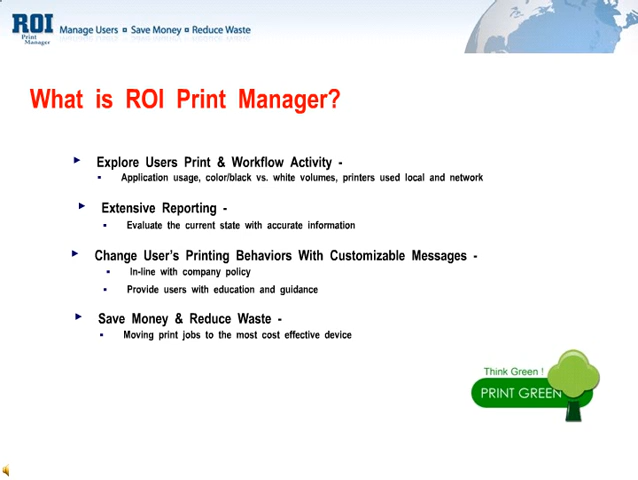 ROI
Print
Manager
Manage Users ▫ Save Money ▫ Reduce Waste
What is ROI Print Manager?
Explore Users Print & Workflow Activity -
Application usage, color/black vs. white volumes, printers used local and network
Extensive Reporting -
Evaluate the current state with accurate information
Change User's Printing Behaviors With Customizable Messages -
In-line with company policy
Provide users with education and guidance
Save Money & Reduce Waste -
Moving print jobs to the most cost effective device
Think Green !
PRINT GREEN